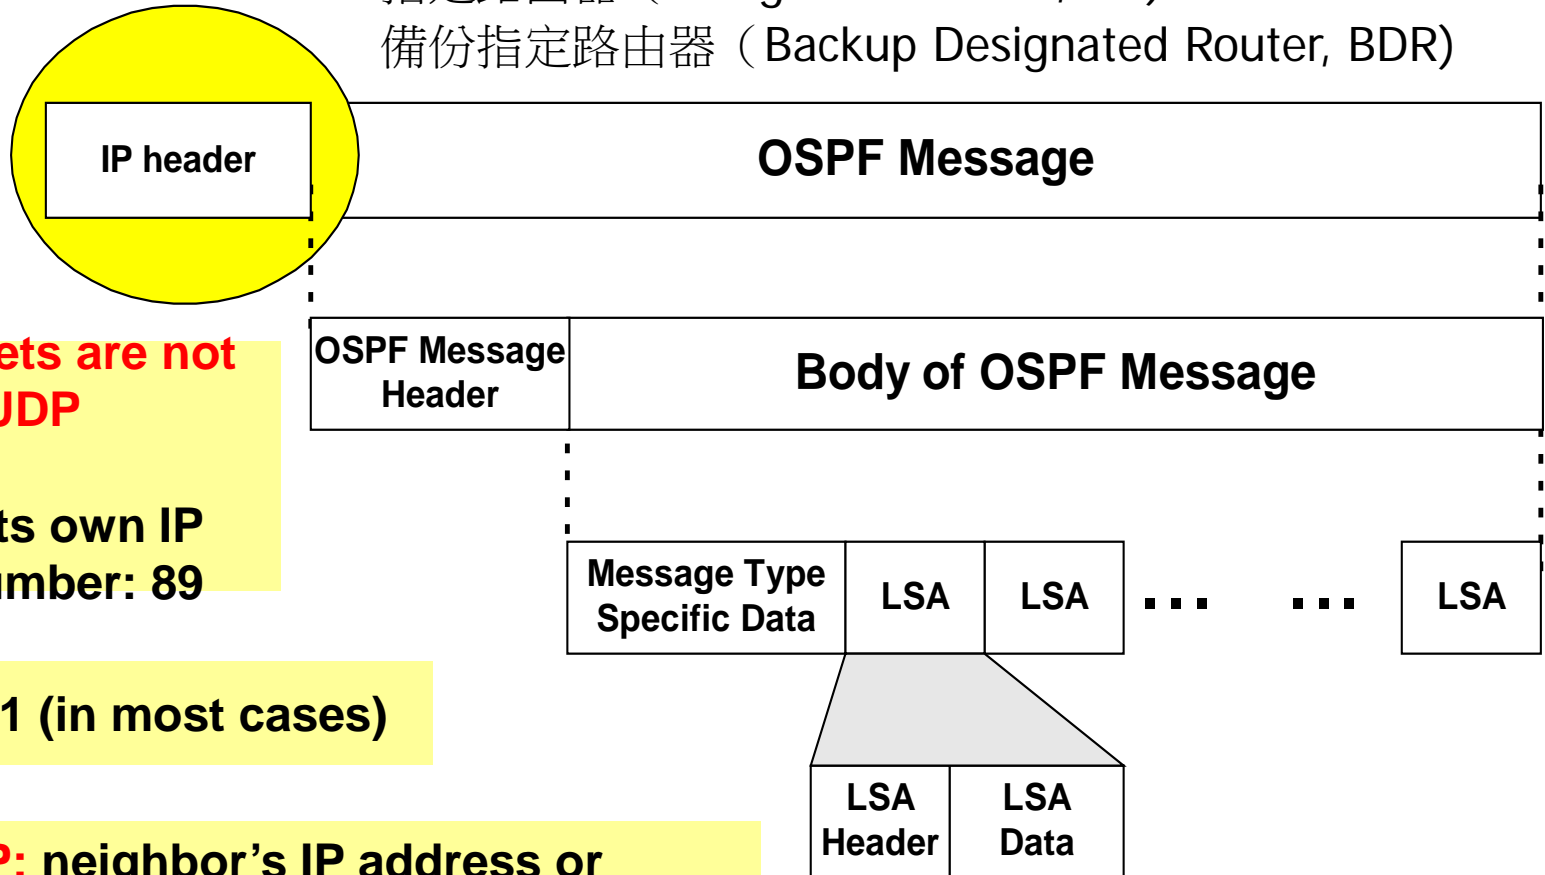 備份指定路由器（Backup Designated Router, BDR)
IP header
OSPF Message
ets are not
UDP
OSPF Message
Header
Body of OSPF Message
ts own IP
umber: 89
Message Type
Specific Data
LSA
LSA
...
...
LSA
1 (in most cases)
LSA
Header
LSA
Data
P: neighbor’s IP address or